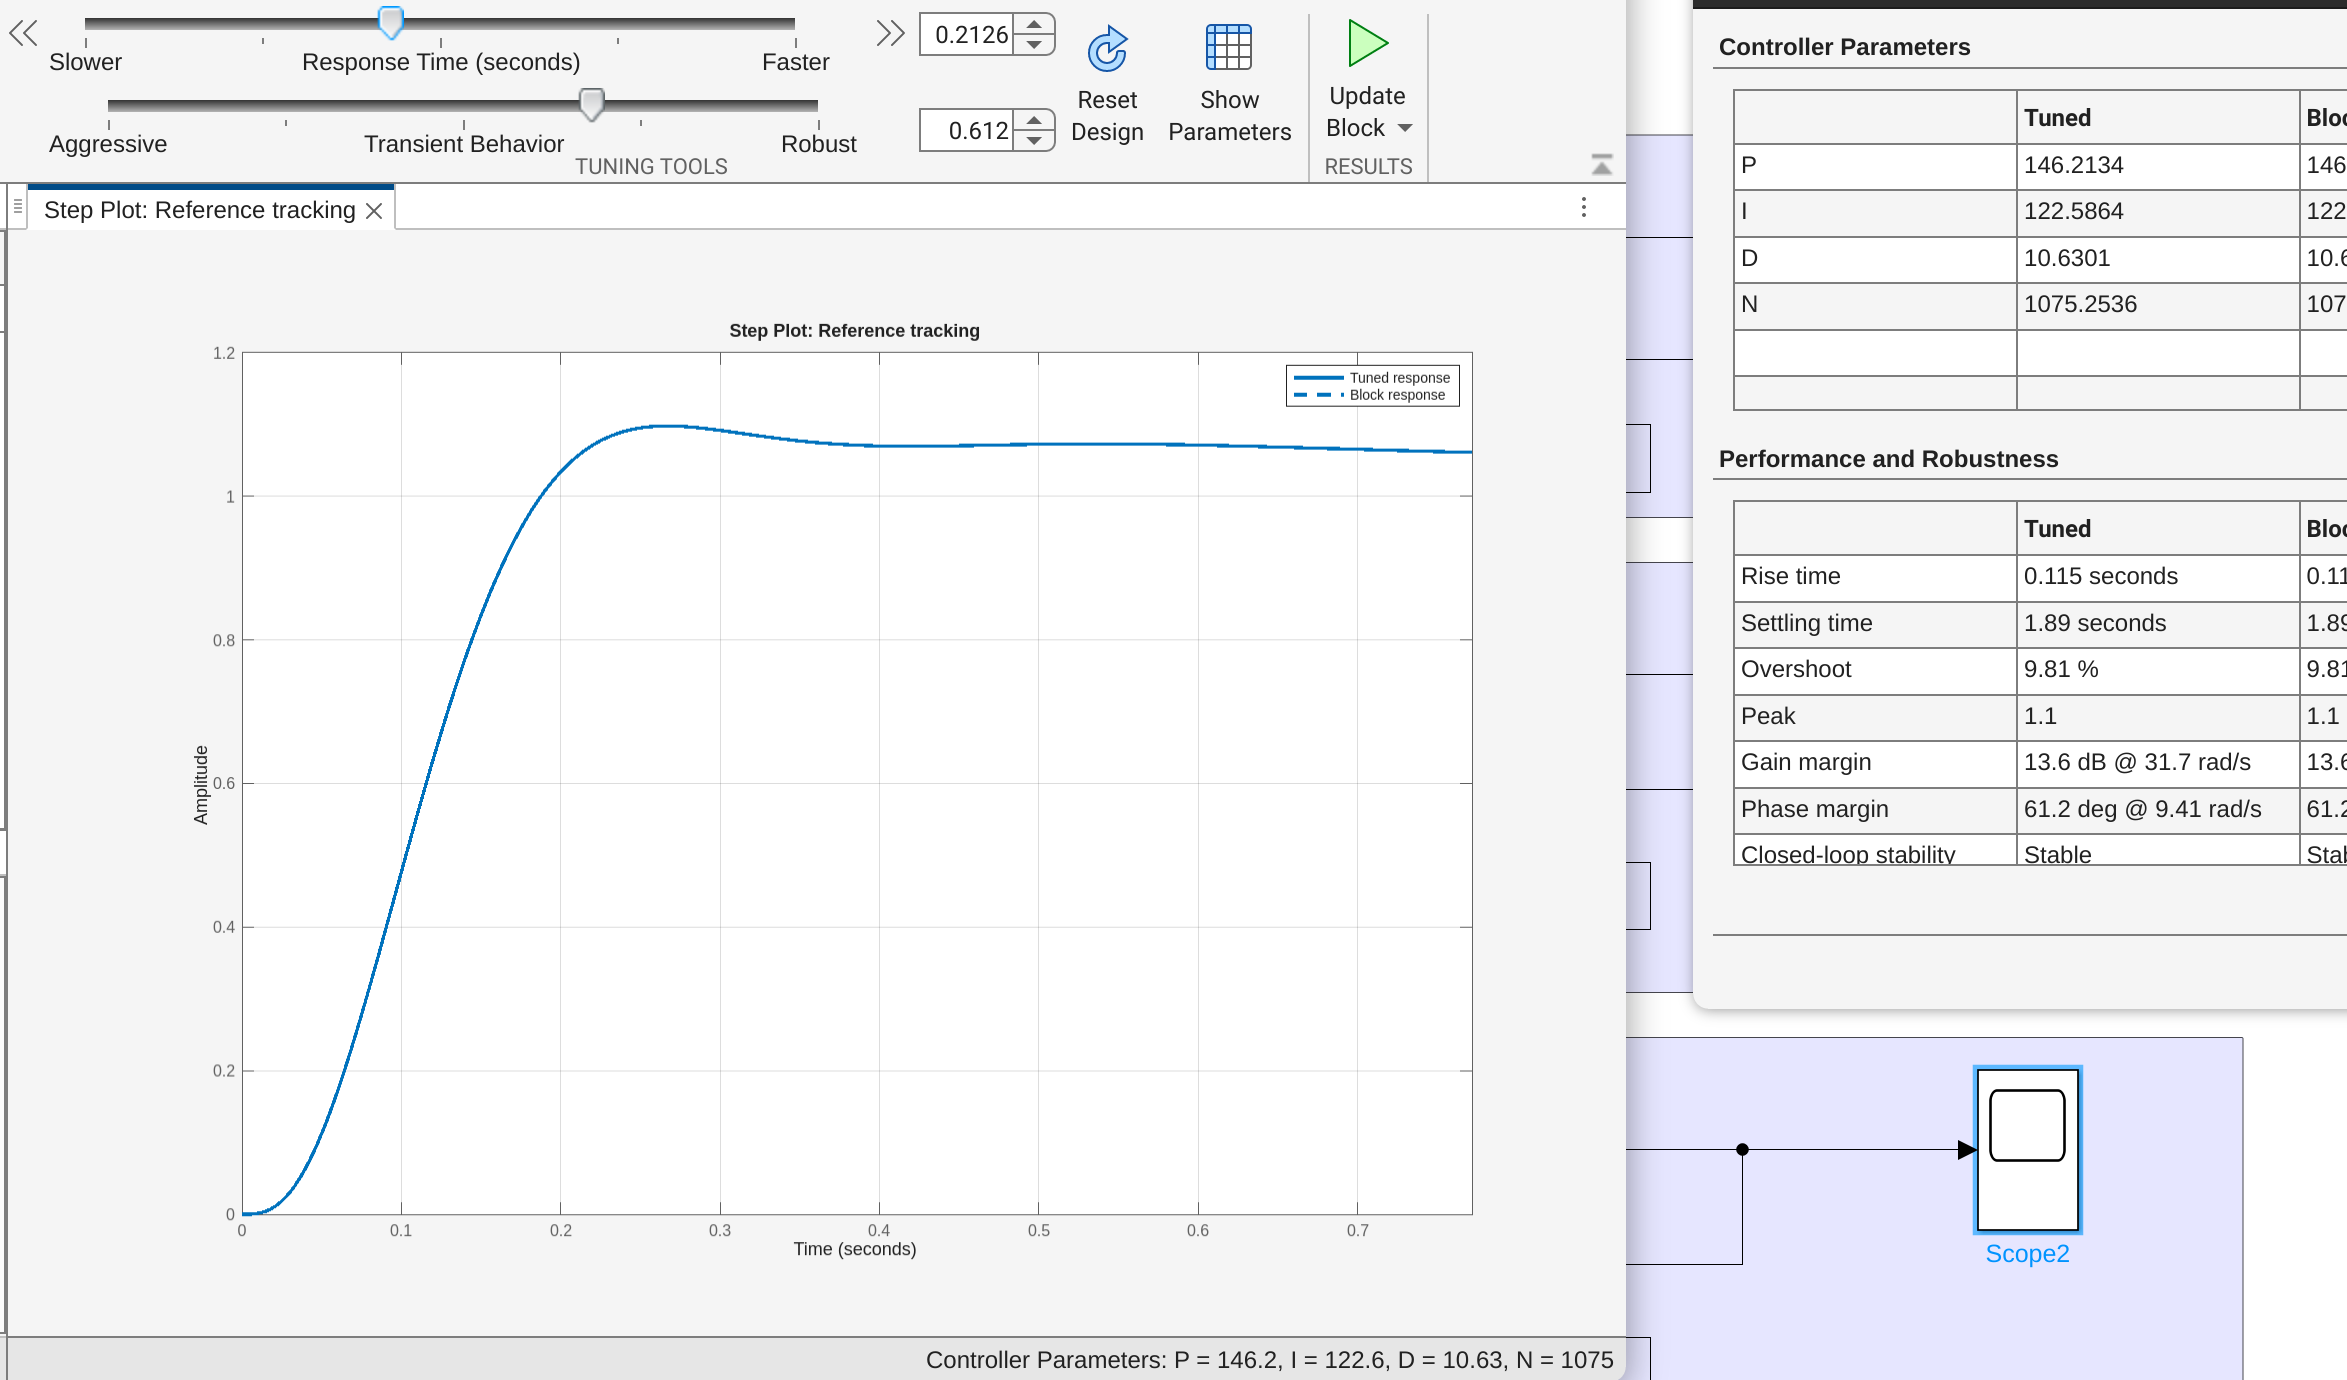 Slower
Response Time (seconds)
Faster
0.2126
Aggressive
Transient Behavior
Robust
0.612
Reset
Design
Show
Parameters
Update
Block
TUNING TOOLS
RESULTS
Step Plot: Reference tracking
Step Plot: Reference tracking
Tuned response
Block response
1.2
1
0.8
0.6
0.4
0.2
0
Amplitude
0 0.1 0.2 0.3 0.4 0.5 0.6 0.7
Time (seconds)
Controller Parameters: P = 146.2, I = 122.6, D = 10.63, N = 1075
Controller Parameters
Tuned Bloc
P 146.2134 146
I 122.5864 122
D 10.6301 10.6
N 1075.2536 107
Performance and Robustness
Tuned Bloc
Rise time 0.115 seconds 0.11
Settling time 1.89 seconds 1.89
Overshoot 9.81 % 9.81
Peak 1.1 1.1
Gain margin 13.6 dB @ 31.7 rad/s 13.6
Phase margin 61.2 deg @ 9.41 rad/s 61.2
Closed-loop stability Stable Stab
Scope2